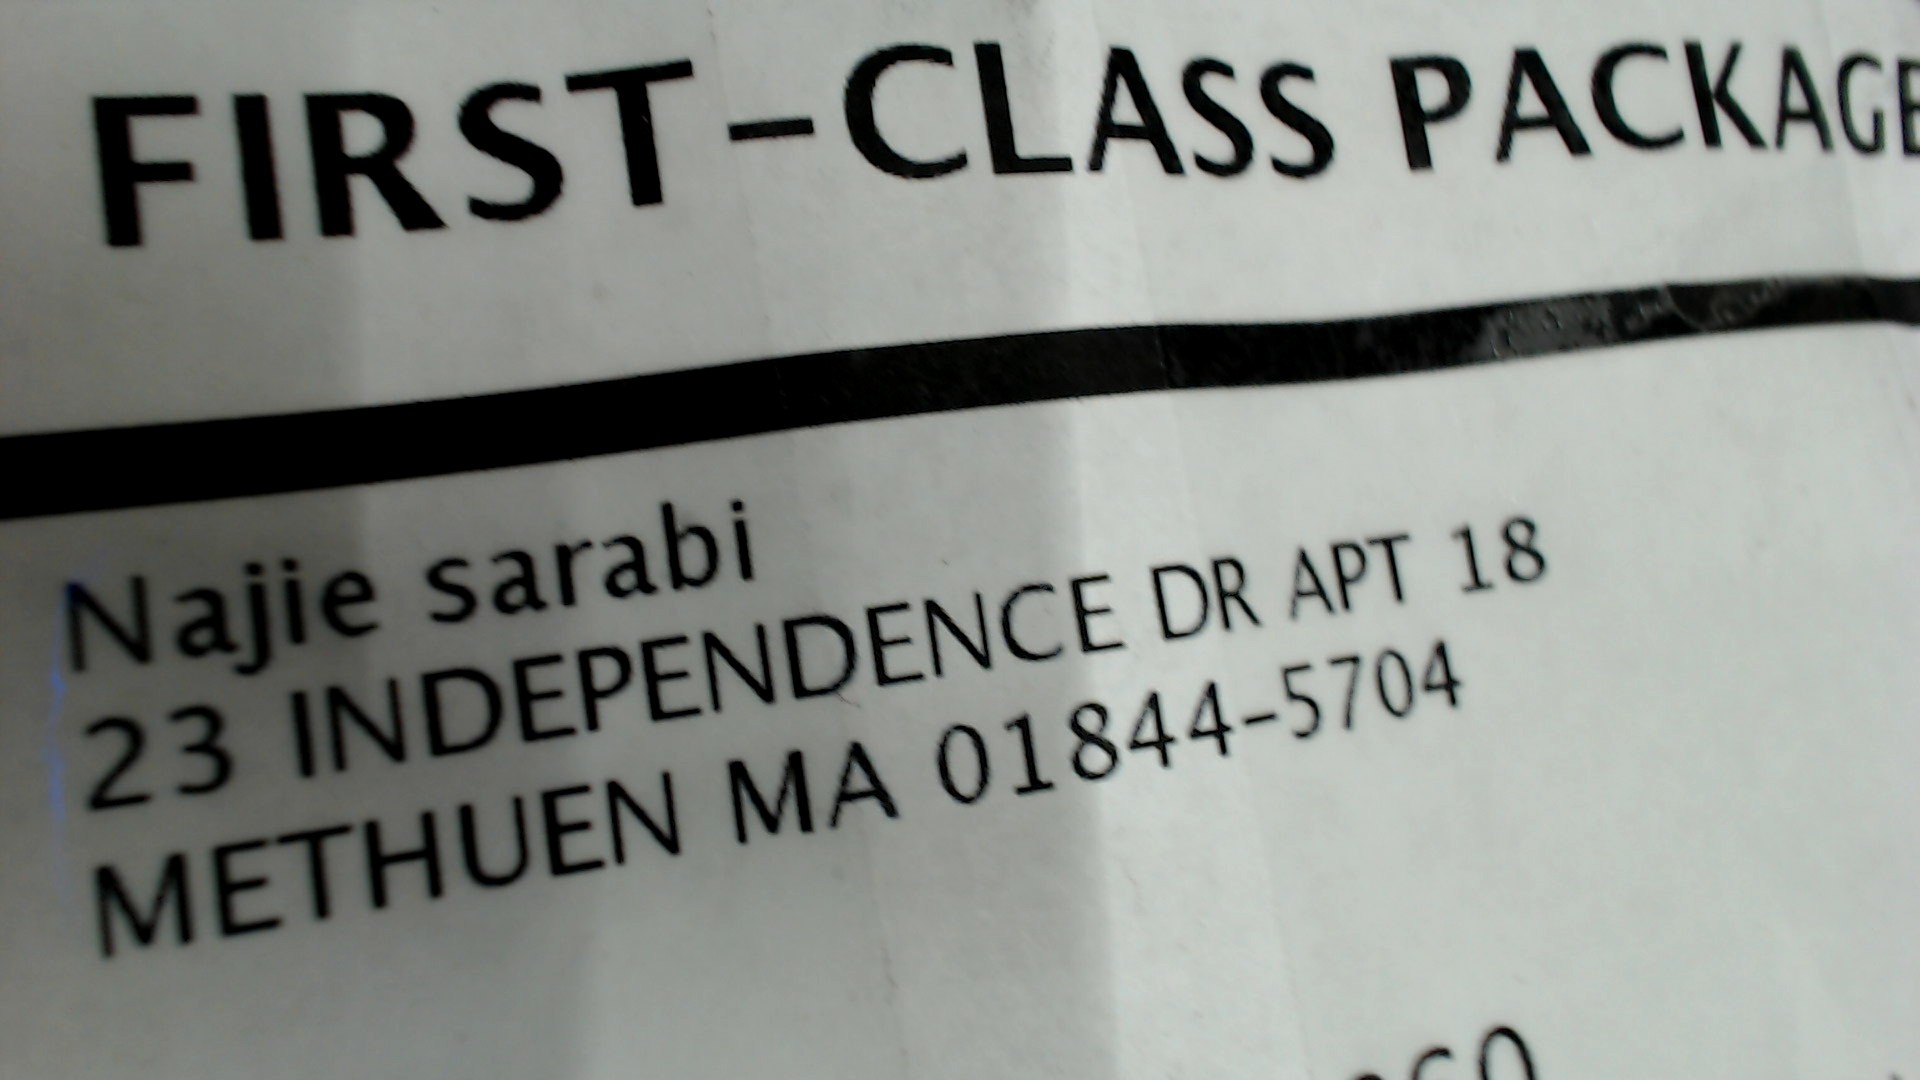 FIRST-CLASS PACKAGE
Najie sarabi
23 INDEPENDENCE DR APT 18
METHUEN MA 01844-5704